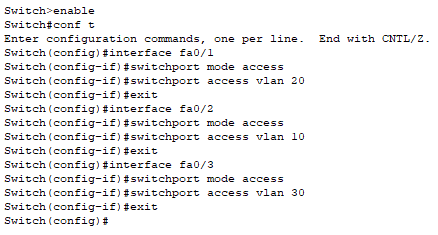 Switch>enable
Switch#conf t
Enter configuration commands, one per line.  End with CNTL/Z.
Switch(config)#interface fa0/1
Switch(config-if)#switchport mode access
Switch(config-if)#switchport access vlan 20
Switch(config-if)#exit
Switch(config)#interface fa0/2
Switch(config-if)#switchport mode access
Switch(config-if)#switchport access vlan 10
Switch(config-if)#exit
Switch(config)#interface fa0/3
Switch(config-if)#switchport mode access
Switch(config-if)#switchport access vlan 30
Switch(config-if)#exit
Switch(config)#